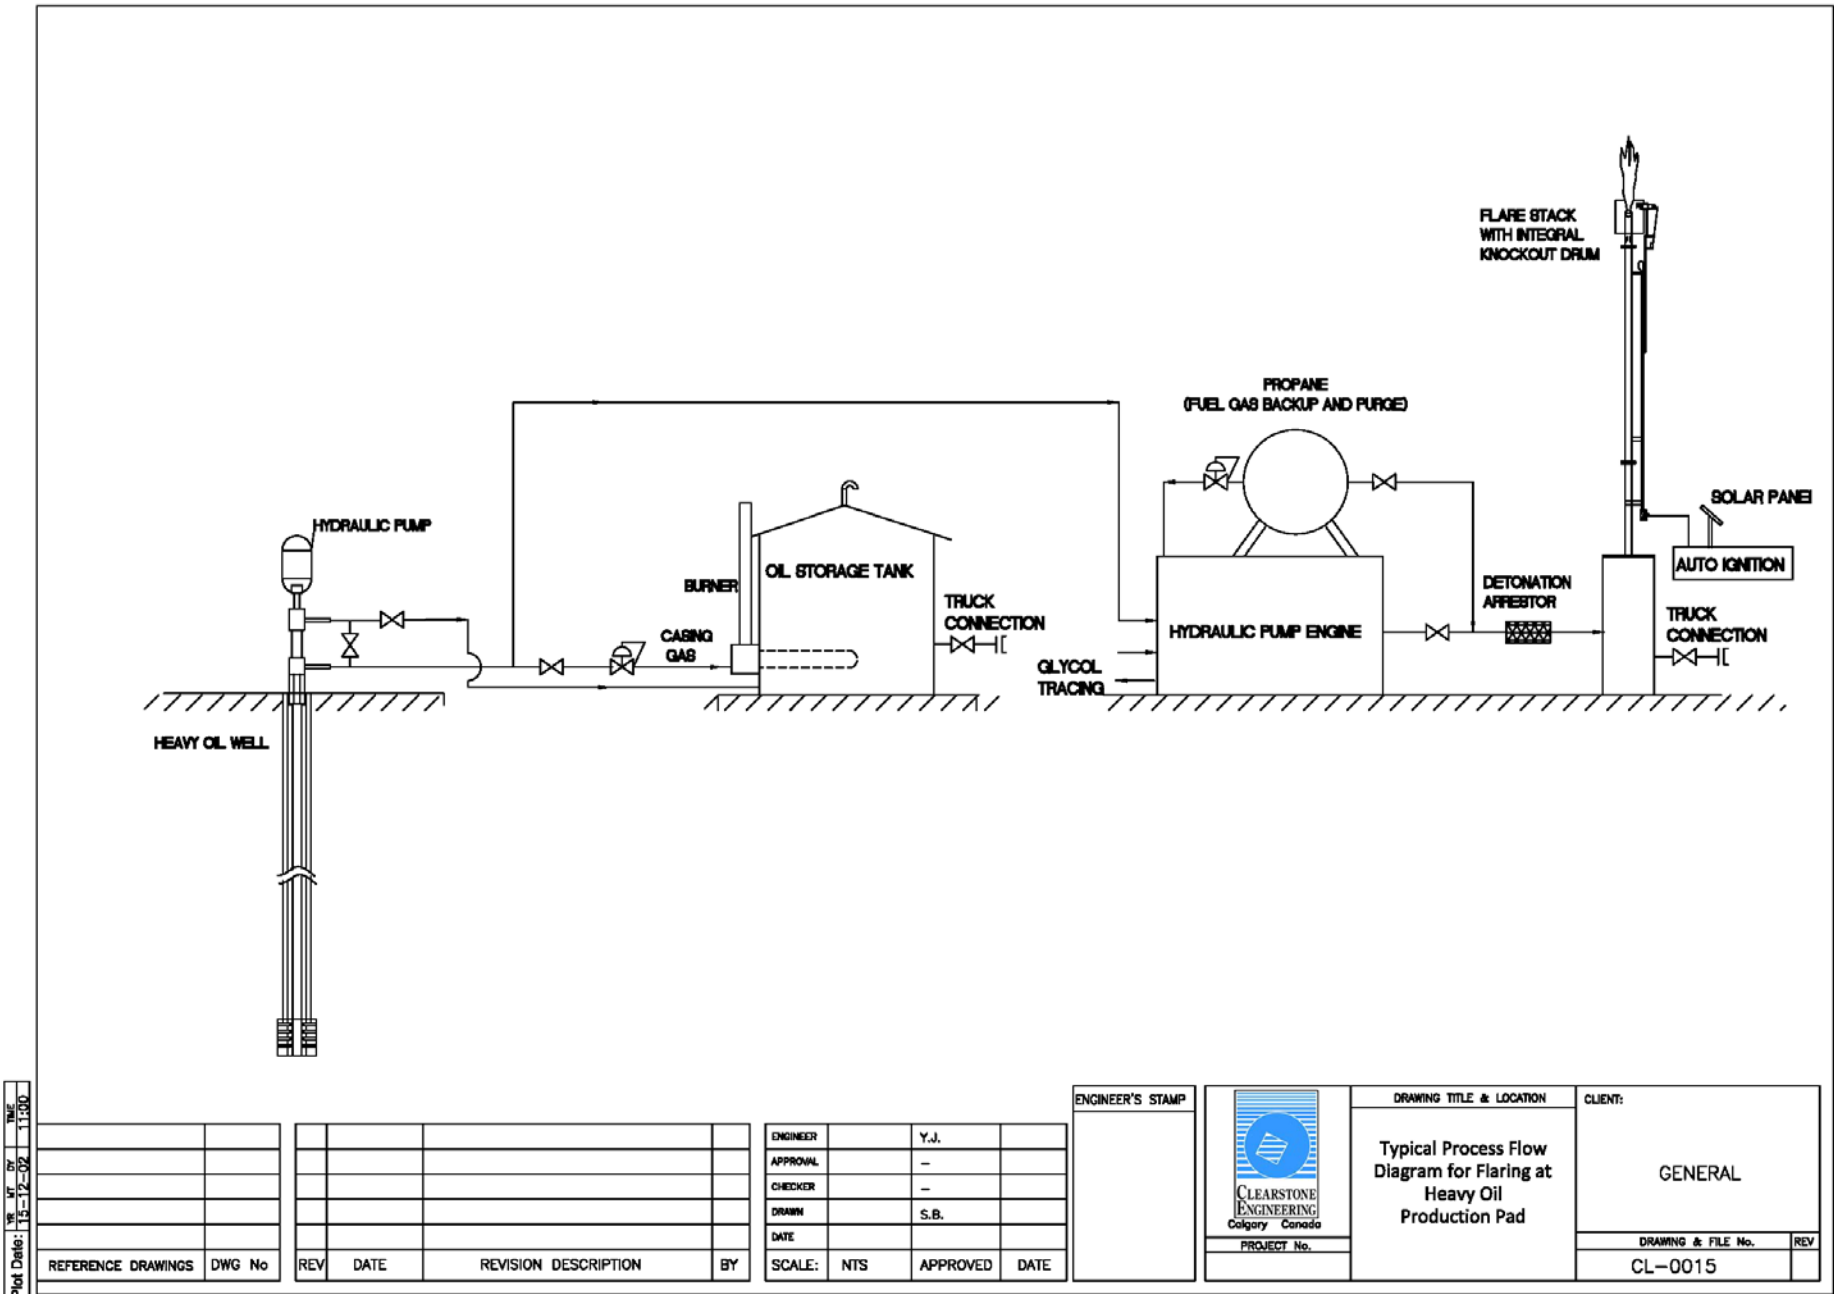 FLARE STACK
WITH INTEGRAL
KNOCKOUT DRUM
PROPANE
(FUEL GAS BACKUP AND PURGE)
SOLAR PANEl
HYDRAULIC PUMP
AUTO IGNITION
OIL STORAGE TANK
BURNER
DETONATION
ARRESTOR
TRUCK
CONNECTION
TRUCK
CONNECTION
HYDRAULIC PUMP ENGINE
CASING
GAS
GLYCOL
TRACING
HEAVY OIL WELL
Plot Date:
YR MT DY TIME
15-12-02 11:00
REFERENCE DRAWINGS DWG No
REV DATE REVISION DESCRIPTION BY
ENGINEER Y.J.
APPROVAL –
CHECKER –
DRAWN S.B.
DATE
SCALE: NTS APPROVED DATE
ENGINEER'S STAMP
CLEARSTONE
ENGINEERING
Calgary Canada
PROJECT No.
DRAWING TITLE & LOCATION
Typical Process Flow
Diagram for Flaring at
Heavy Oil
Production Pad
CLIENT:
GENERAL
DRAWING & FILE No. REV
CL-0015